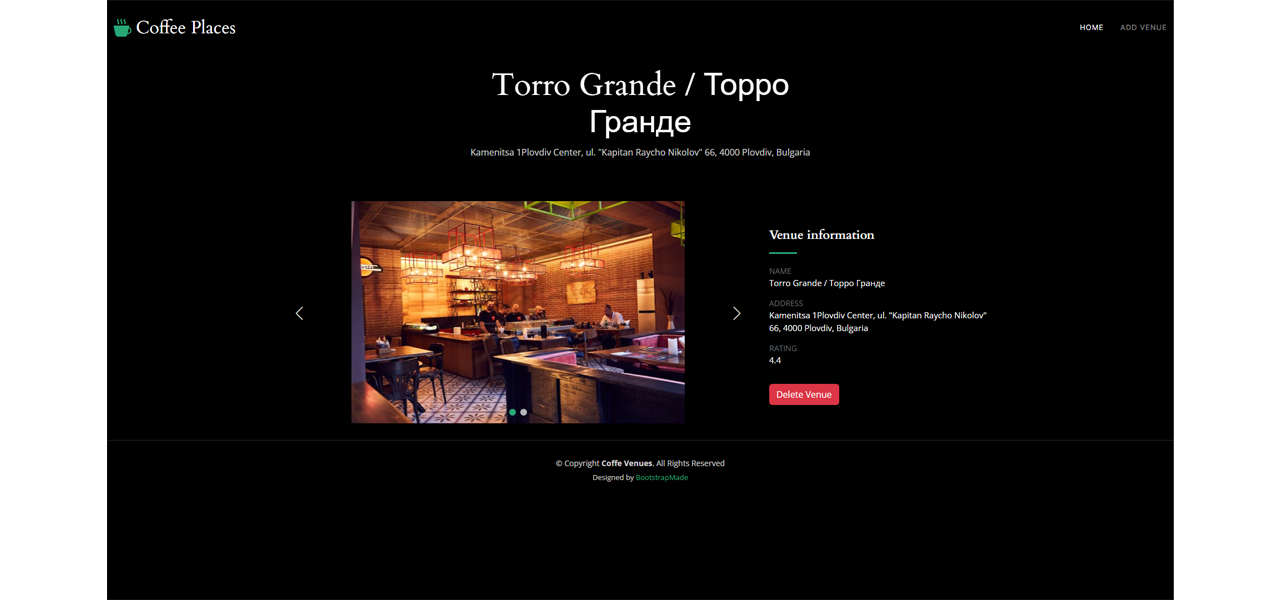 Coffee Places
HOME
ADD VENUE
Torro Grande / Торро
Гранде
Kamenitsa 1Plovdiv Center, ul. "Kapitan Raycho Nikolov" 66, 4000 Plovdiv, Bulgaria
Venue information
NAME
Torro Grande / Торро Гранде
ADDRESS
Kamenitsa 1Plovdiv Center, ul. "Kapitan Raycho Nikolov"
66, 4000 Plovdiv, Bulgaria
RATING
4.4
Delete Venue
© Copyright Coffe Venues. All Rights Reserved
Designed by BootstrapMade